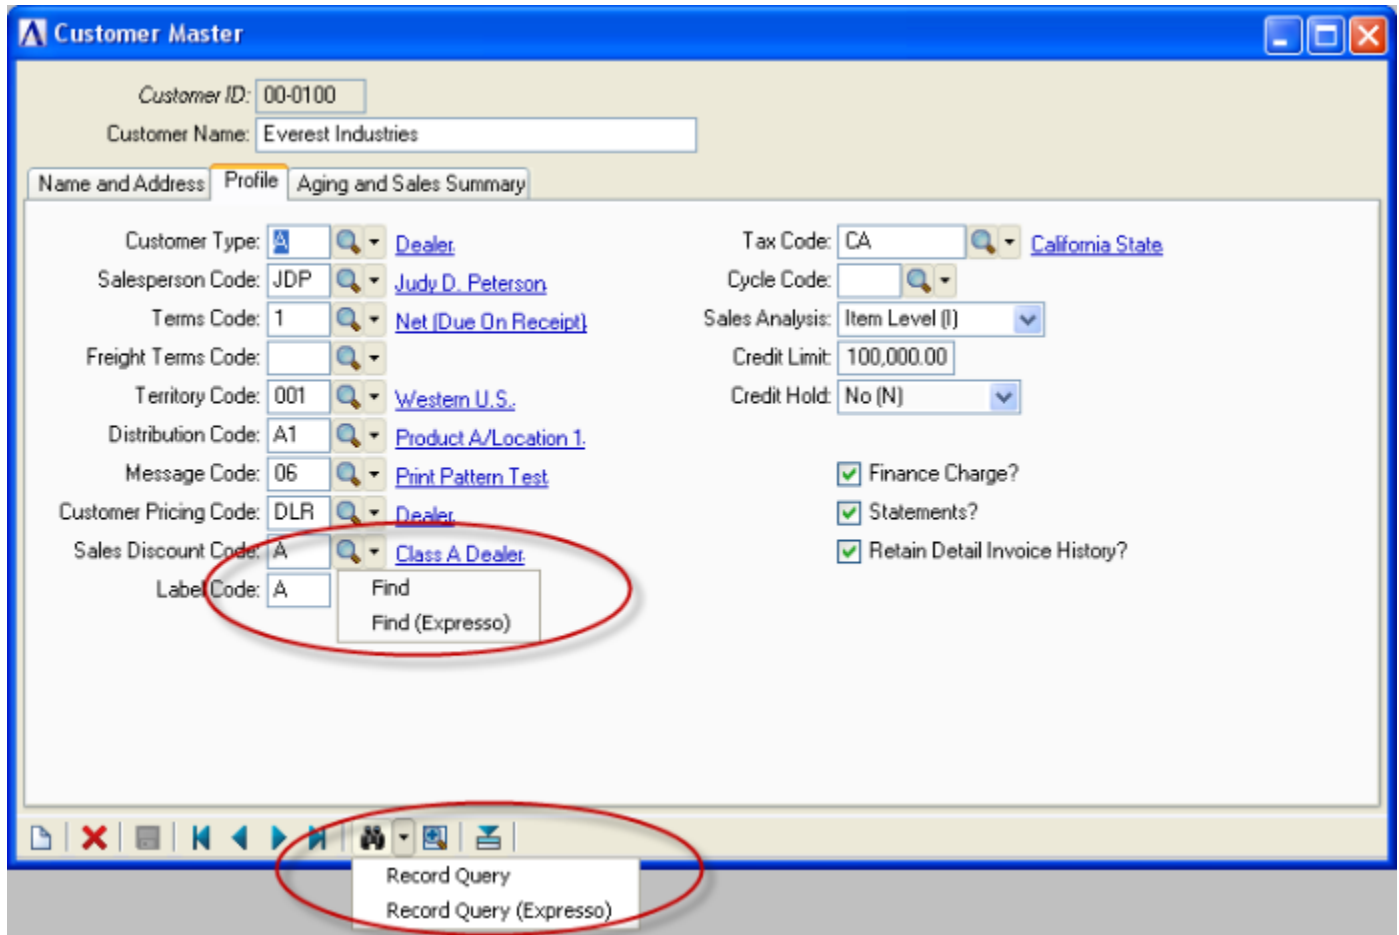 Customer Master
Customer ID: 00-0100
Customer Name: Everest Industries
Name and Address Profile Aging and Sales Summary
Customer Type: A Dealer
Salesperson Code: JDP Judy D. Peterson
Terms Code: 1 Net (Due On Receipt)
Freight Terms Code:
Territory Code: 001 Western U.S.
Distribution Code: A1 Product A/Location 1
Message Code: 06 Print Pattern Test
Customer Pricing Code: DLR Dealer
Sales Discount Code: A Class A Dealer
Label Code: A
Find
Find (Expresso)
Tax Code: CA California State
Cycle Code:
Sales Analysis: Item Level (I)
Credit Limit: 100,000.00
Credit Hold: No (N)
Finance Charge?
Statements?
Retain Detail Invoice History?
Record Query
Record Query (Expresso)